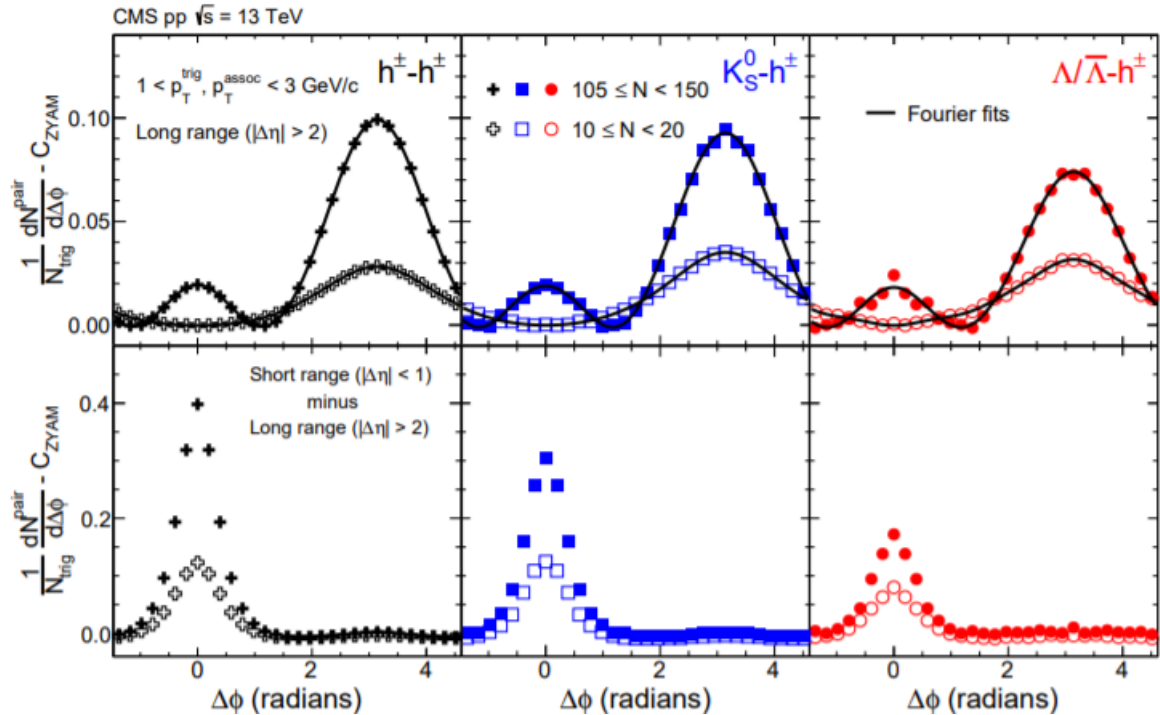 CMS pp √s = 13 TeV
1 < p_T^trig, p_T^assoc < 3 GeV/c
Long range (|Δη| > 2)
h±-h±
K_S^0-h±
105 ≤ N < 150
10 ≤ N < 20
Λ/Λ̅-h±
Fourier fits
1/N_trig dN^pair/dΔϕ - C_ZYAM
0.10
0.05
0.00
Short range (|Δη| < 1)
minus
Long range (|Δη| > 2)
1/N_trig dN^pair/dΔϕ - C_ZYAM
0.4
0.2
0.0
0 2 4 0 2 4 0 2 4
Δϕ (radians) Δϕ (radians) Δϕ (radians)